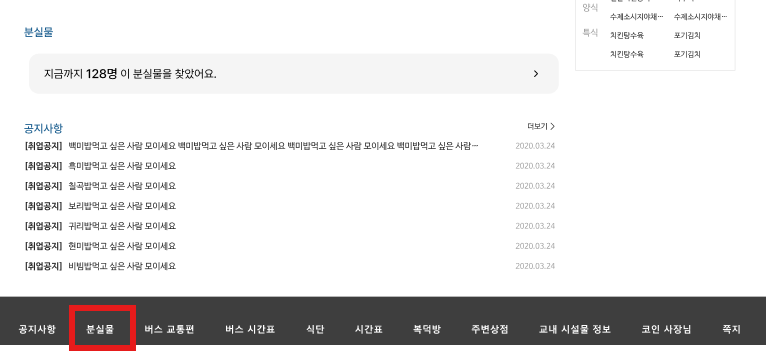 양식
수제소시지야채… 수제소시지야채…
특식
치킨탕수육 포기김치
치킨탕수육 포기김치
분실물
지금까지 128명 이 분실물을 찾았어요.
공지사항 더보기
[취업공지] 백미밥먹고 싶은 사람 모이세요 백미밥먹고 싶은 사람 모이세요 백미밥먹고 싶은 사람 모이세요 백미밥먹고 싶은 사람… 2020.03.24
[취업공지] 흑미밥먹고 싶은 사람 모이세요 2020.03.24
[취업공지] 칠곡밥먹고 싶은 사람 모이세요 2020.03.24
[취업공지] 보리밥먹고 싶은 사람 모이세요 2020.03.24
[취업공지] 귀리밥먹고 싶은 사람 모이세요 2020.03.24
[취업공지] 현미밥먹고 싶은 사람 모이세요 2020.03.24
[취업공지] 비빔밥먹고 싶은 사람 모이세요 2020.03.24
공지사항 분실물 버스 교통편 버스 시간표 식단 시간표 복덕방 주변상점 교내 시설물 정보 코인 사장님 쪽지